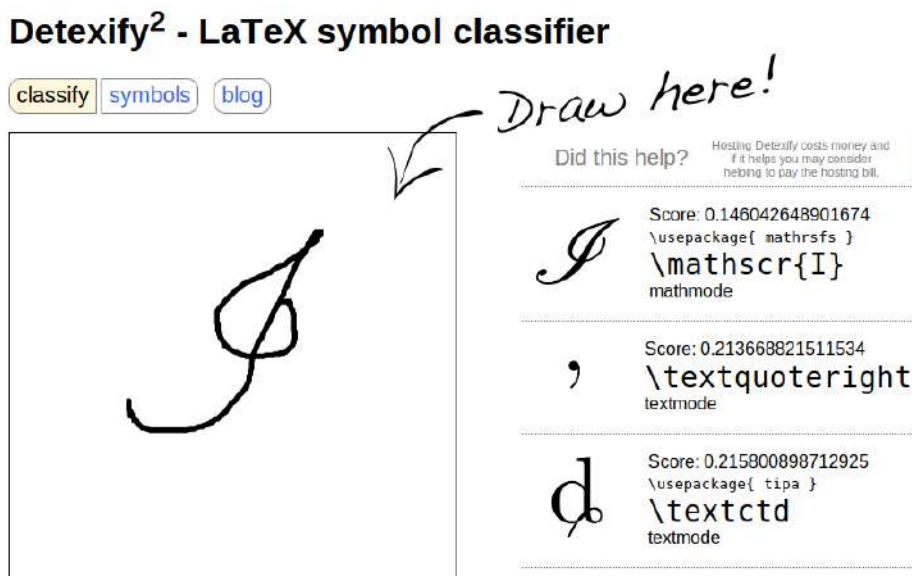 Detexify² - LaTeX symbol classifier
classify symbols blog
Draw here!
Did this help?
Hosting Detexify costs money and
if it helps you may consider
helping to pay the hosting bill.
ℐ
Score: 0.146042648901674
\usepackage{ mathrsfs }
\mathscr{I}
mathmode
’
Score: 0.213668821511534
\textquoteright
textmode
Score: 0.215800898712925
\usepackage{ tipa }
\textctd
textmode